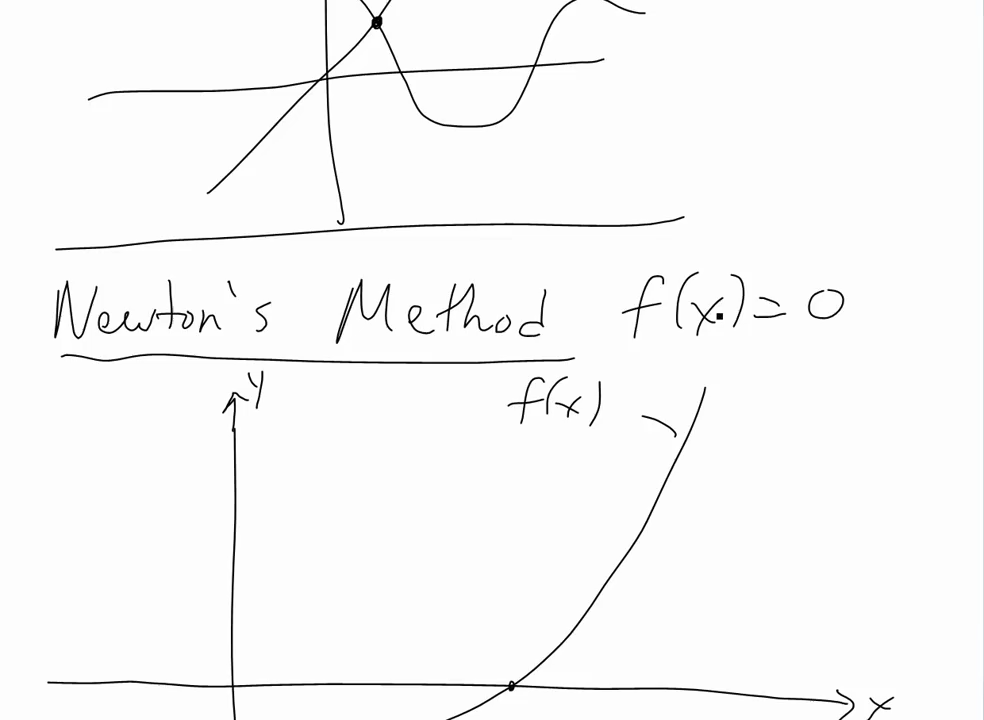 Newton's Method f(x) = 0
y
f(x)
x